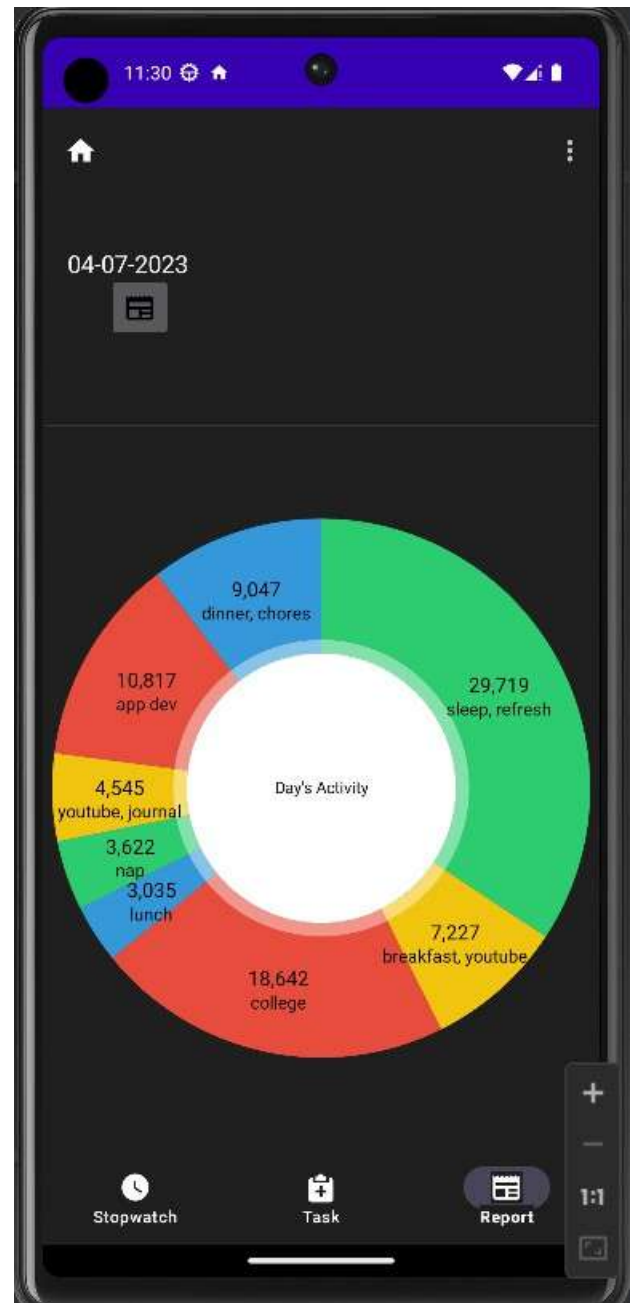 11:30
04-07-2023
9,047
dinner, chores
29,719
sleep, refresh
10,817
app dev
Day's Activity
4,545
youtube, journal
3,622
nap
3,035
lunch
7,227
breakfast, youtube
18,642
college
+
−
1:1
Stopwatch
Task
Report